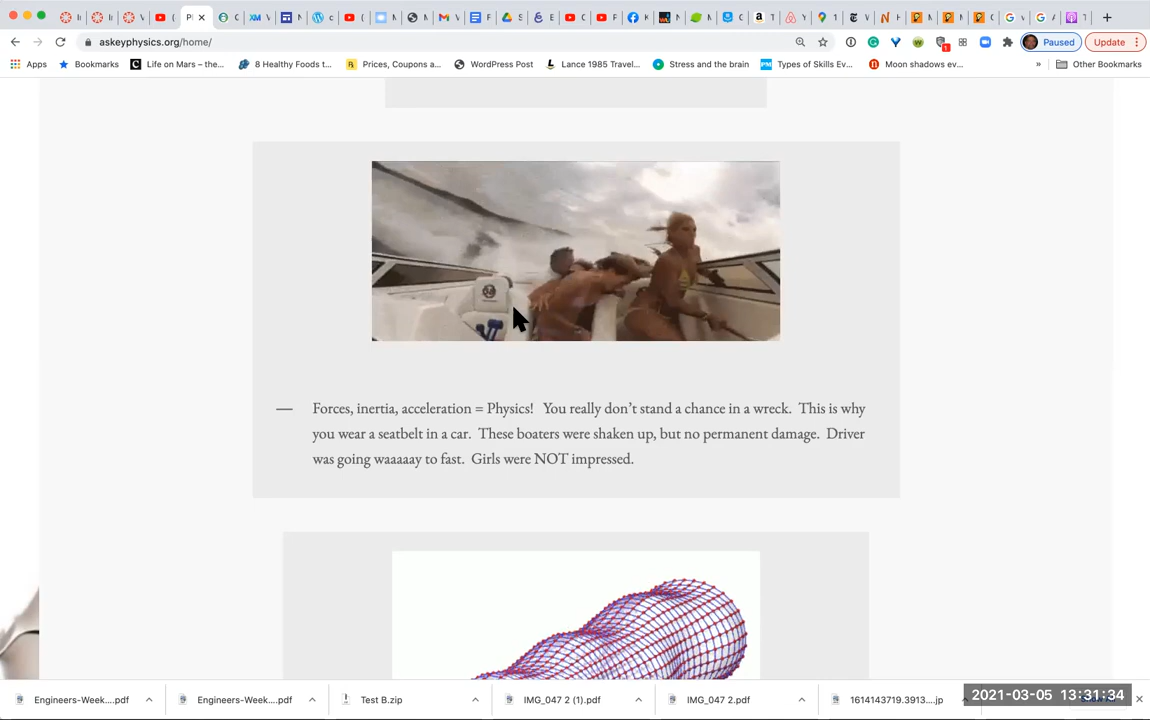 askeyphysics.org/home/
Paused
Update
Apps
Bookmarks
Life on Mars – the...
8 Healthy Foods t...
Prices, Coupons a...
WordPress Post
Lance 1985 Travel...
Stress and the brain
Types of Skills Ev...
Moon shadows ev...
»
Other Bookmarks
— Forces, inertia, acceleration = Physics! You really don't stand a chance in a wreck. This is why
you wear a seatbelt in a car. These boaters were shaken up, but no permanent damage. Driver
was going waaaaay to fast. Girls were NOT impressed.
Engineers-Week....pdf
Engineers-Week....pdf
Test B.zip
IMG_047 2 (1).pdf
IMG_047 2.pdf
1614143719.3913....jp
2021-03-05 13:31:34